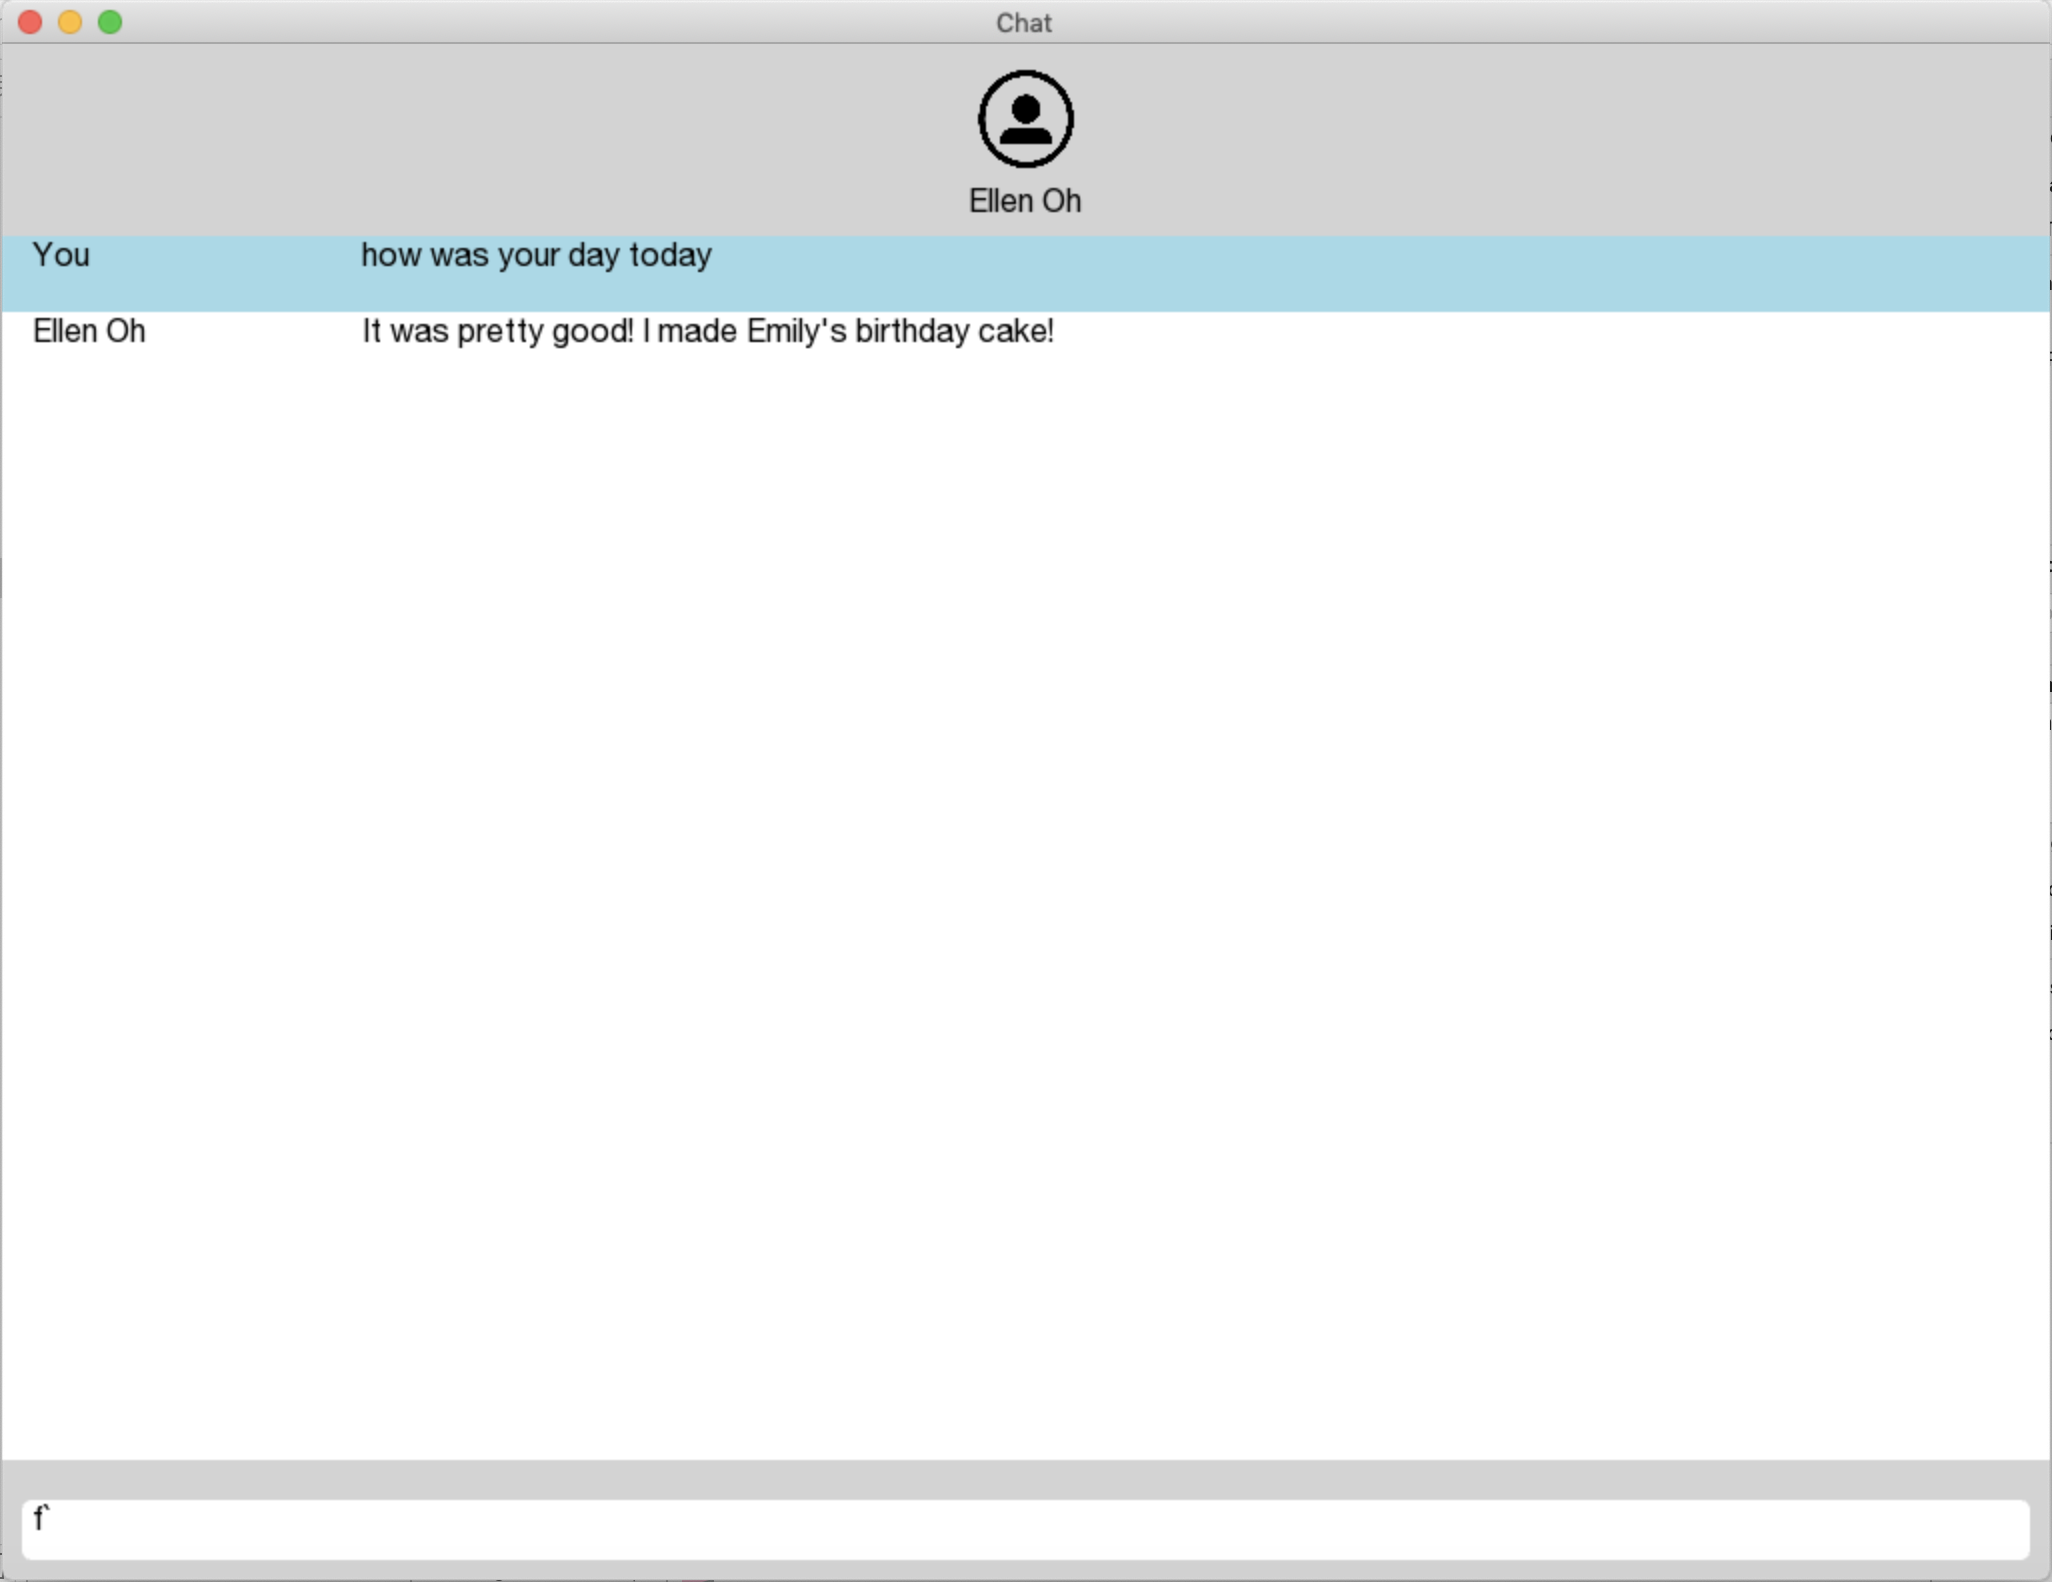 Chat
Ellen Oh
You how was your day today
Ellen Oh It was pretty good! I made Emily's birthday cake!
f`